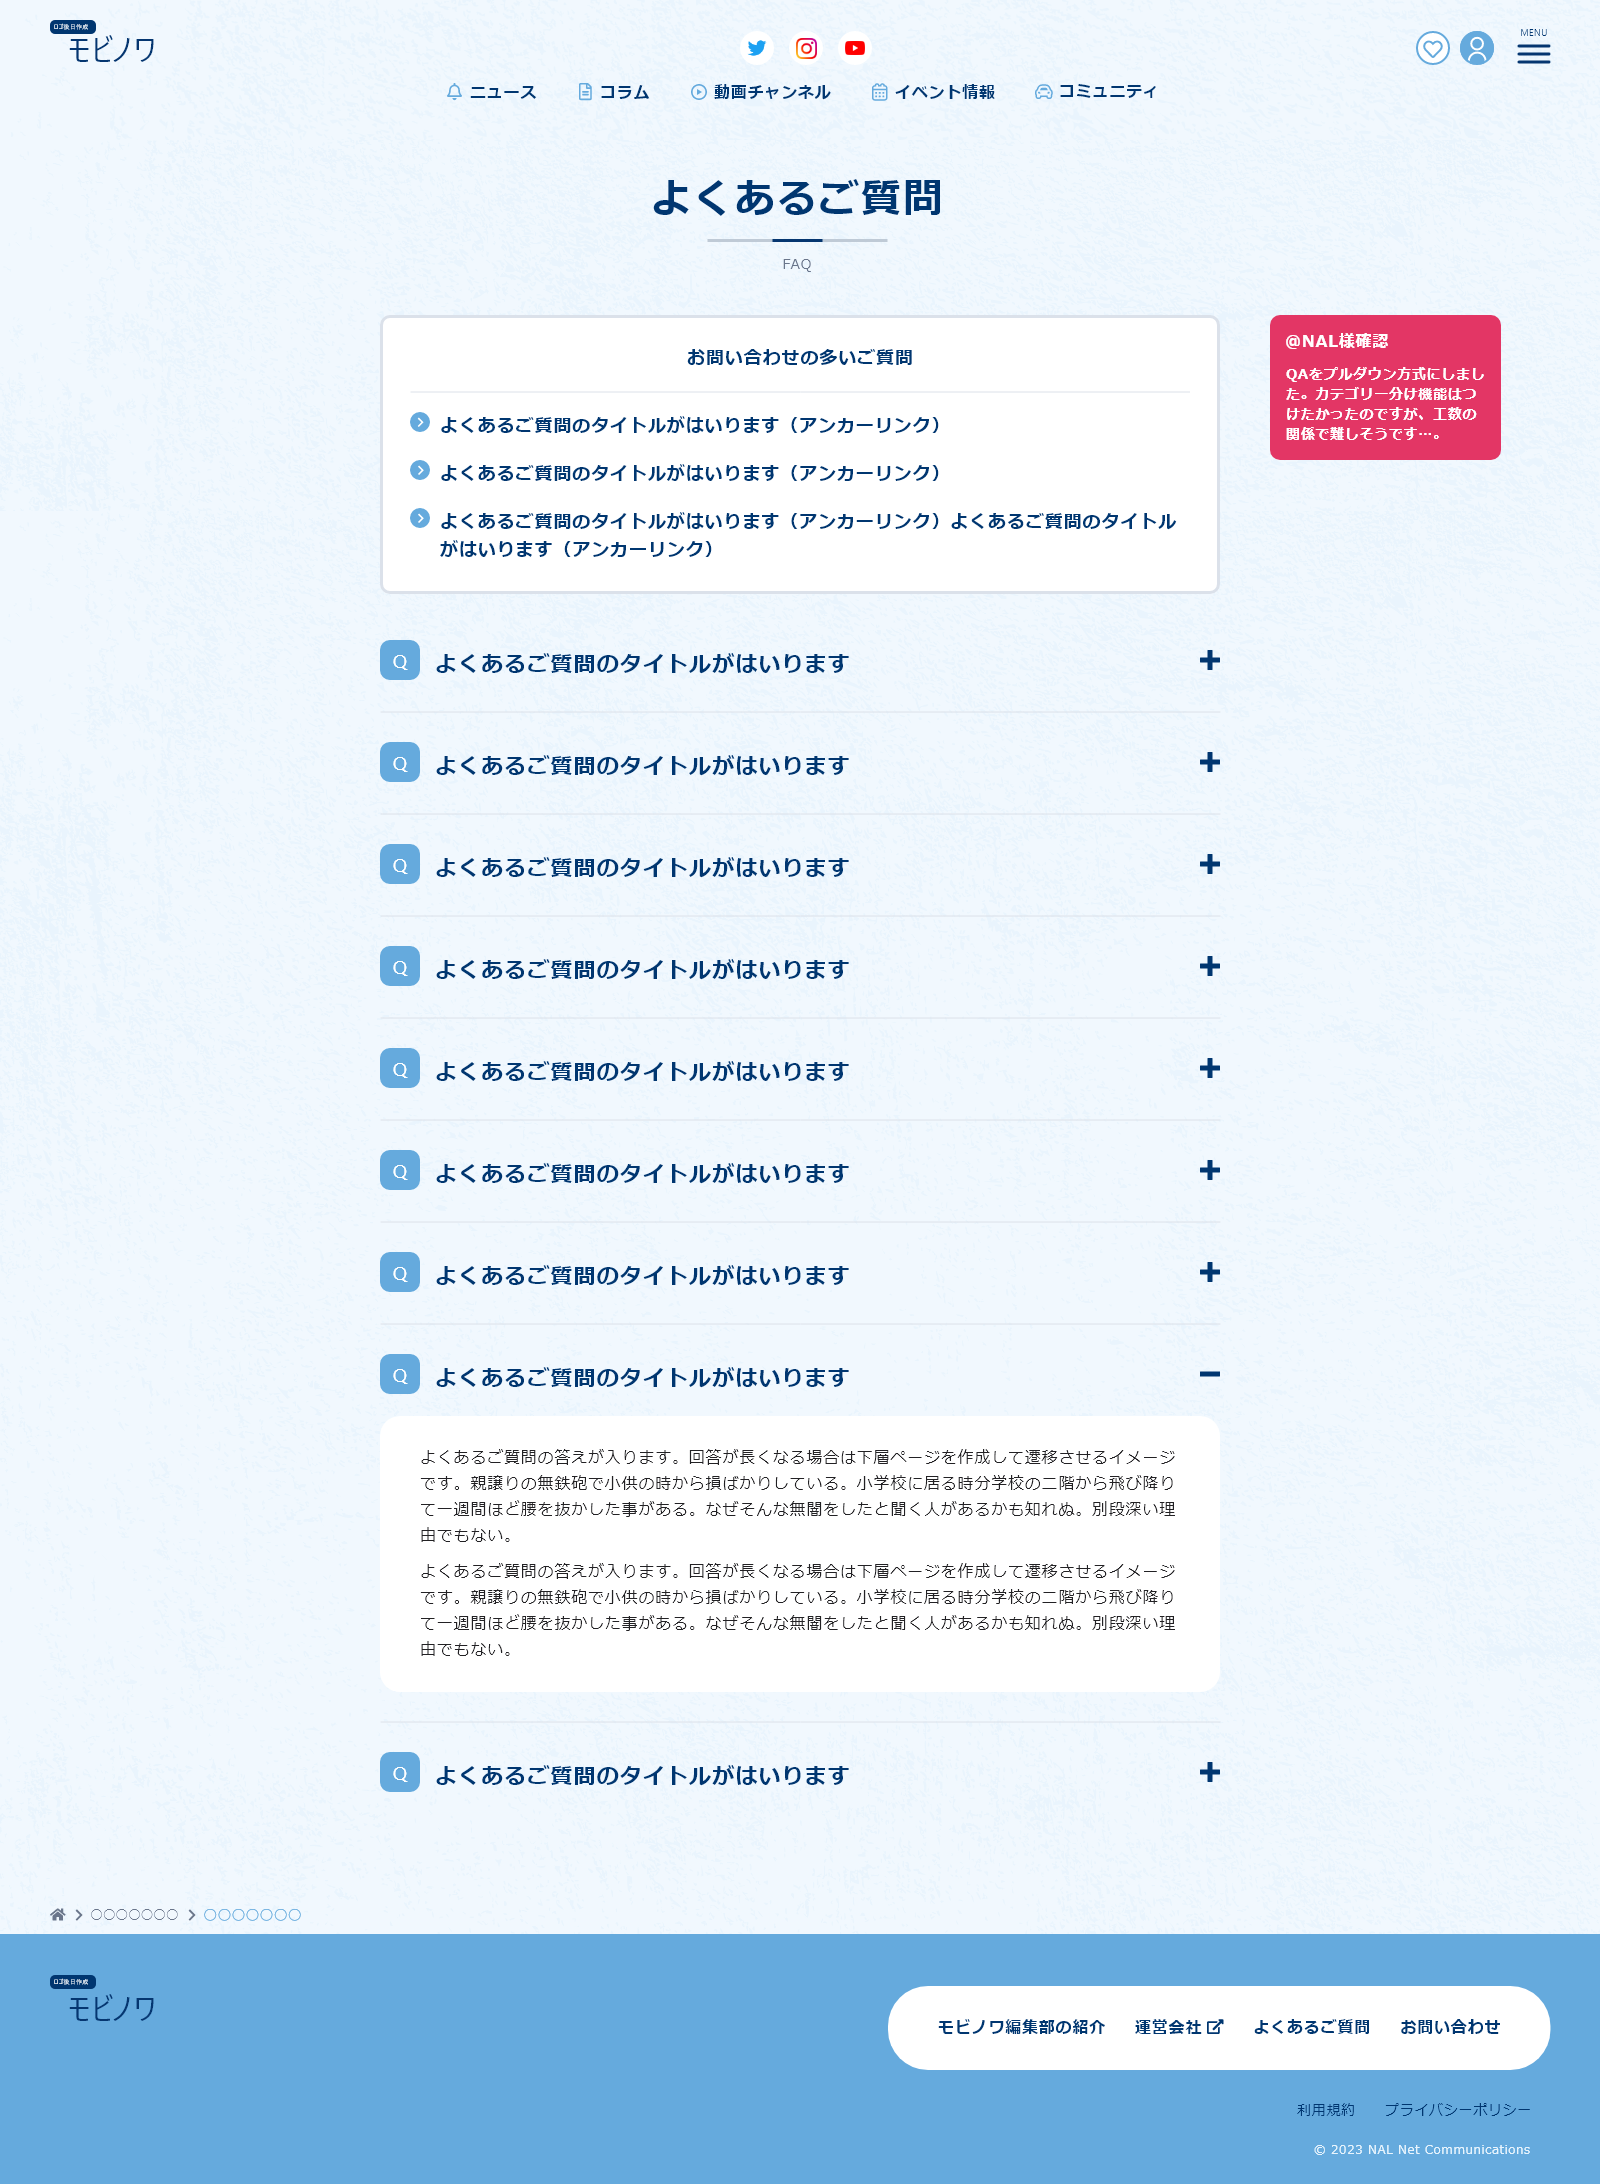 ロゴ後日作成
モビノワ
MENU
ニュース
コラム
動画チャンネル
イベント情報
コミュニティ
よくあるご質問
FAQ
お問い合わせの多いご質問
よくあるご質問のタイトルがはいります（アンカーリンク）
よくあるご質問のタイトルがはいります（アンカーリンク）
よくあるご質問のタイトルがはいります（アンカーリンク）よくあるご質問のタイトル
がはいります（アンカーリンク）
@NAL様確認
QAをプルダウン方式にしまし
た。カテゴリー分け機能はつ
けたかったのですが、工数の
関係で難しそうです…。
Q よくあるご質問のタイトルがはいります
Q よくあるご質問のタイトルがはいります
Q よくあるご質問のタイトルがはいります
Q よくあるご質問のタイトルがはいります
Q よくあるご質問のタイトルがはいります
Q よくあるご質問のタイトルがはいります
Q よくあるご質問のタイトルがはいります
Q よくあるご質問のタイトルがはいります
よくあるご質問の答えが入ります。回答が長くなる場合は下層ページを作成して遷移させるイメージ
です。親譲りの無鉄砲で小供の時から損ばかりしている。小学校に居る時分学校の二階から飛び降り
て一週間ほど腰を抜かした事がある。なぜそんな無闇をしたと聞く人があるかも知れぬ。別段深い理
由でもない。
よくあるご質問の答えが入ります。回答が長くなる場合は下層ページを作成して遷移させるイメージ
です。親譲りの無鉄砲で小供の時から損ばかりしている。小学校に居る時分学校の二階から飛び降り
て一週間ほど腰を抜かした事がある。なぜそんな無闇をしたと聞く人があるかも知れぬ。別段深い理
由でもない。
Q よくあるご質問のタイトルがはいります
〇〇〇〇〇〇〇
〇〇〇〇〇〇〇
ロゴ後日作成
モビノワ
モビノワ編集部の紹介
運営会社
よくあるご質問
お問い合わせ
利用規約
プライバシーポリシー
© 2023 NAL Net Communications